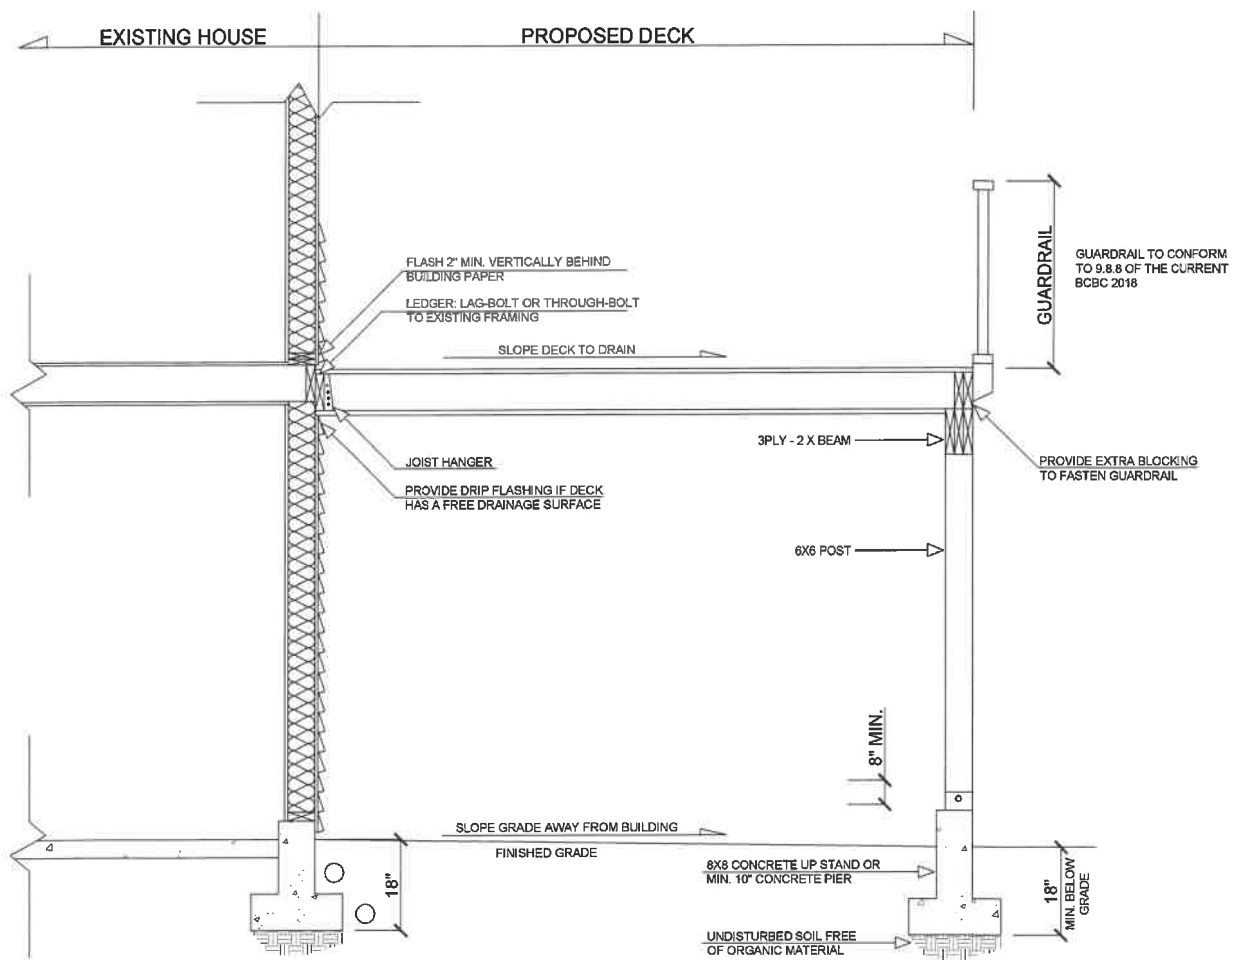 EXISTING HOUSE
PROPOSED DECK
FLASH 2" MIN. VERTICALLY BEHIND
BUILDING PAPER
LEDGER: LAG-BOLT OR THROUGH-BOLT
TO EXISTING FRAMING
SLOPE DECK TO DRAIN
GUARDRAIL
GUARDRAIL TO CONFORM
TO 9.8.8 OF THE CURRENT
BCBC 2018
3PLY - 2 X BEAM
JOIST HANGER
PROVIDE DRIP FLASHING IF DECK
HAS A FREE DRAINAGE SURFACE
PROVIDE EXTRA BLOCKING
TO FASTEN GUARDRAIL
6X6 POST
8" MIN.
SLOPE GRADE AWAY FROM BUILDING
FINISHED GRADE
18"
8X8 CONCRETE UP STAND OR
MIN. 10" CONCRETE PIER
18"
MIN. BELOW
GRADE
UNDISTURBED SOIL FREE
OF ORGANIC MATERIAL